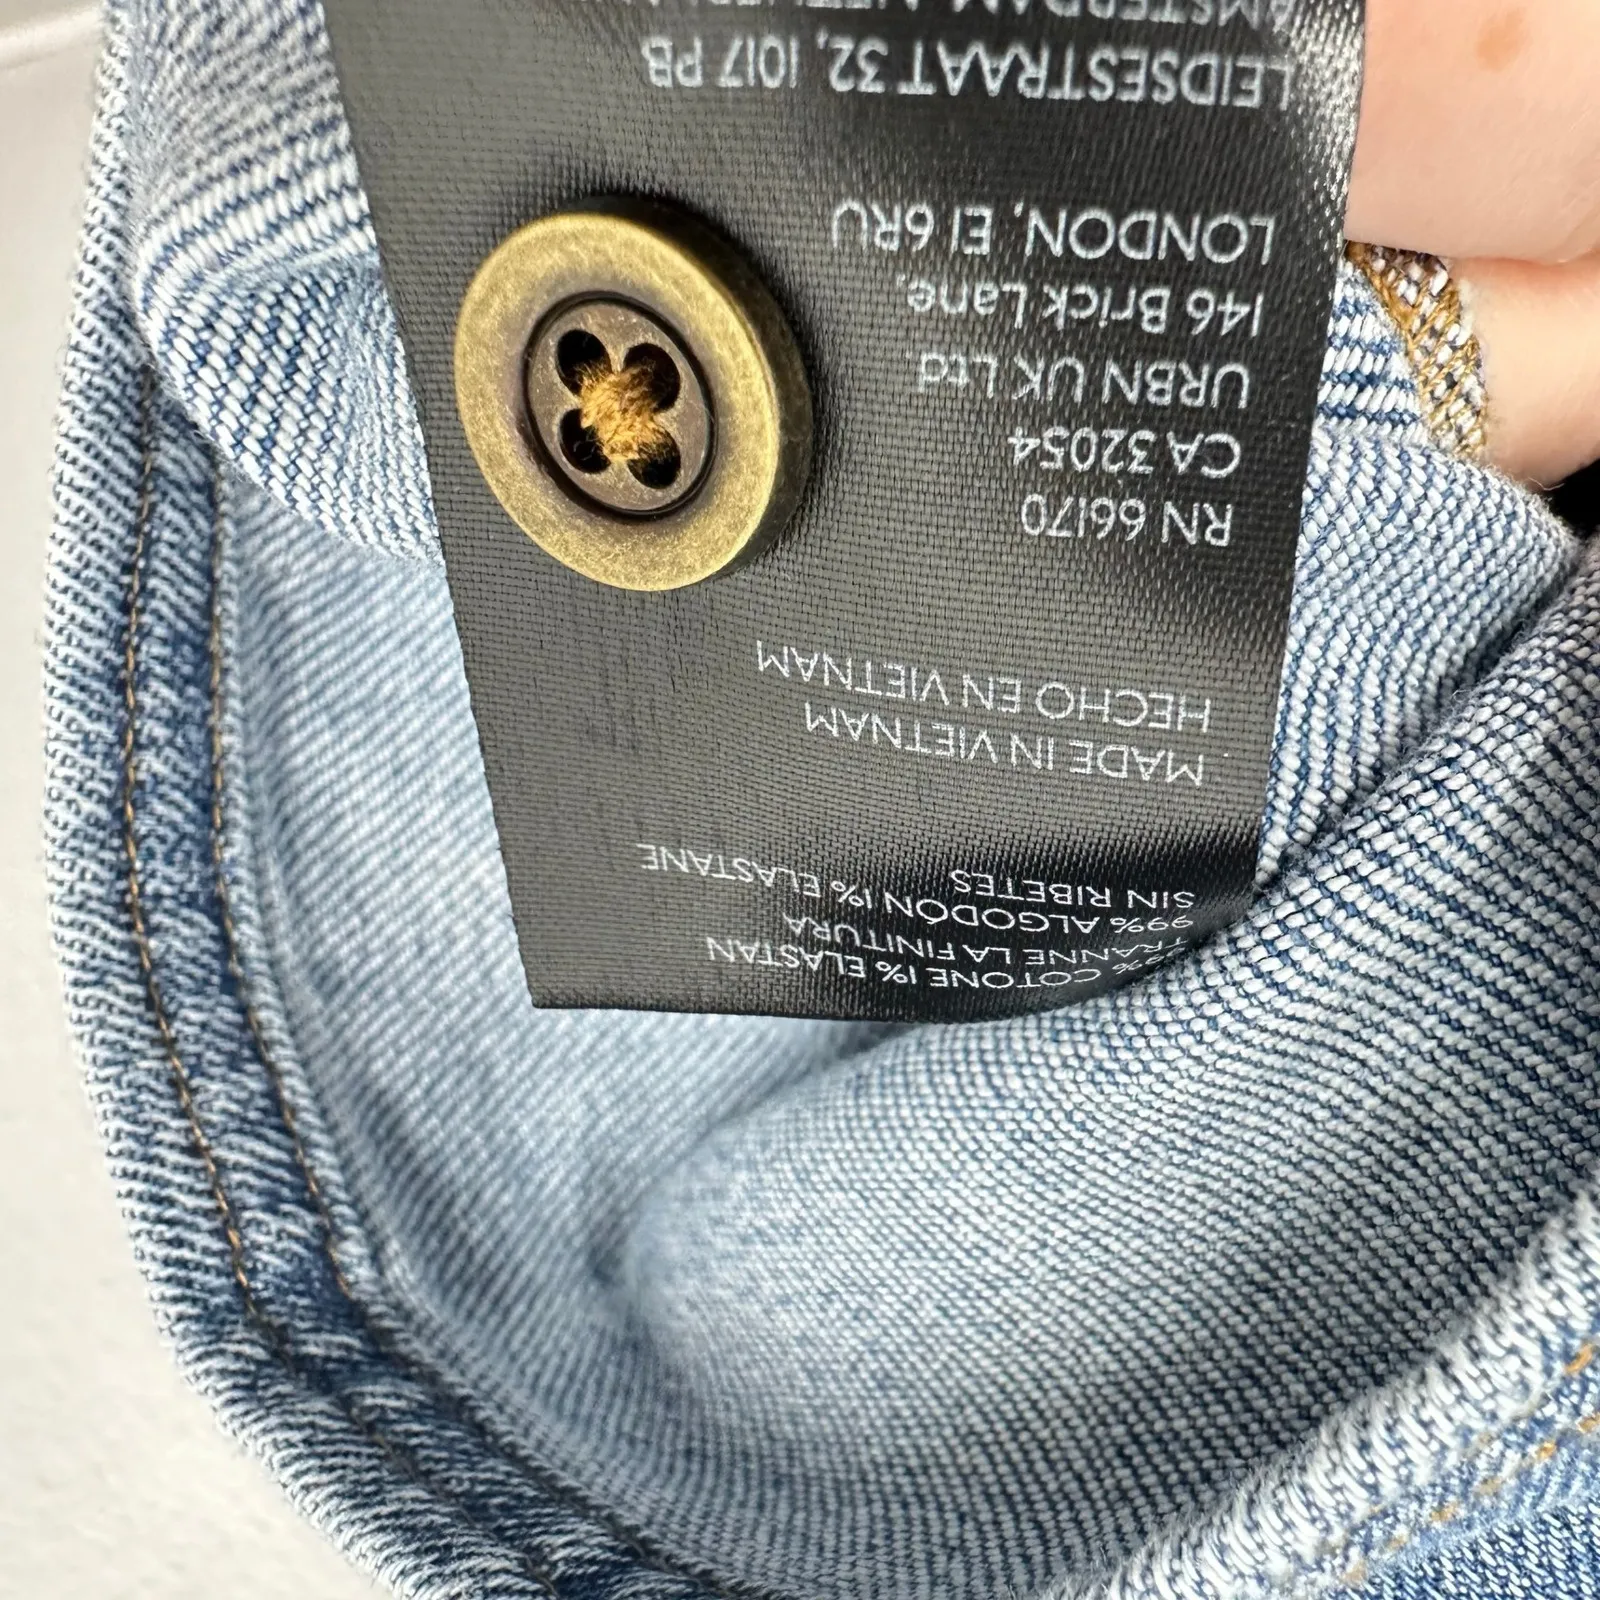 COTONE 1% ELASTAN
TRANNE LA FINITURA
99% ALGODÓN 1% ELASTANE
SIN RIBETES
MADE IN VIETNAM
HECHO EN VIETNAM
RN 66170
CA 32054
URBN UK Ltd.
146 Brick Lane,
LONDON, E1 6RU
LEIDSESTRAAT 32, 1017 PB
AMSTERDAM,